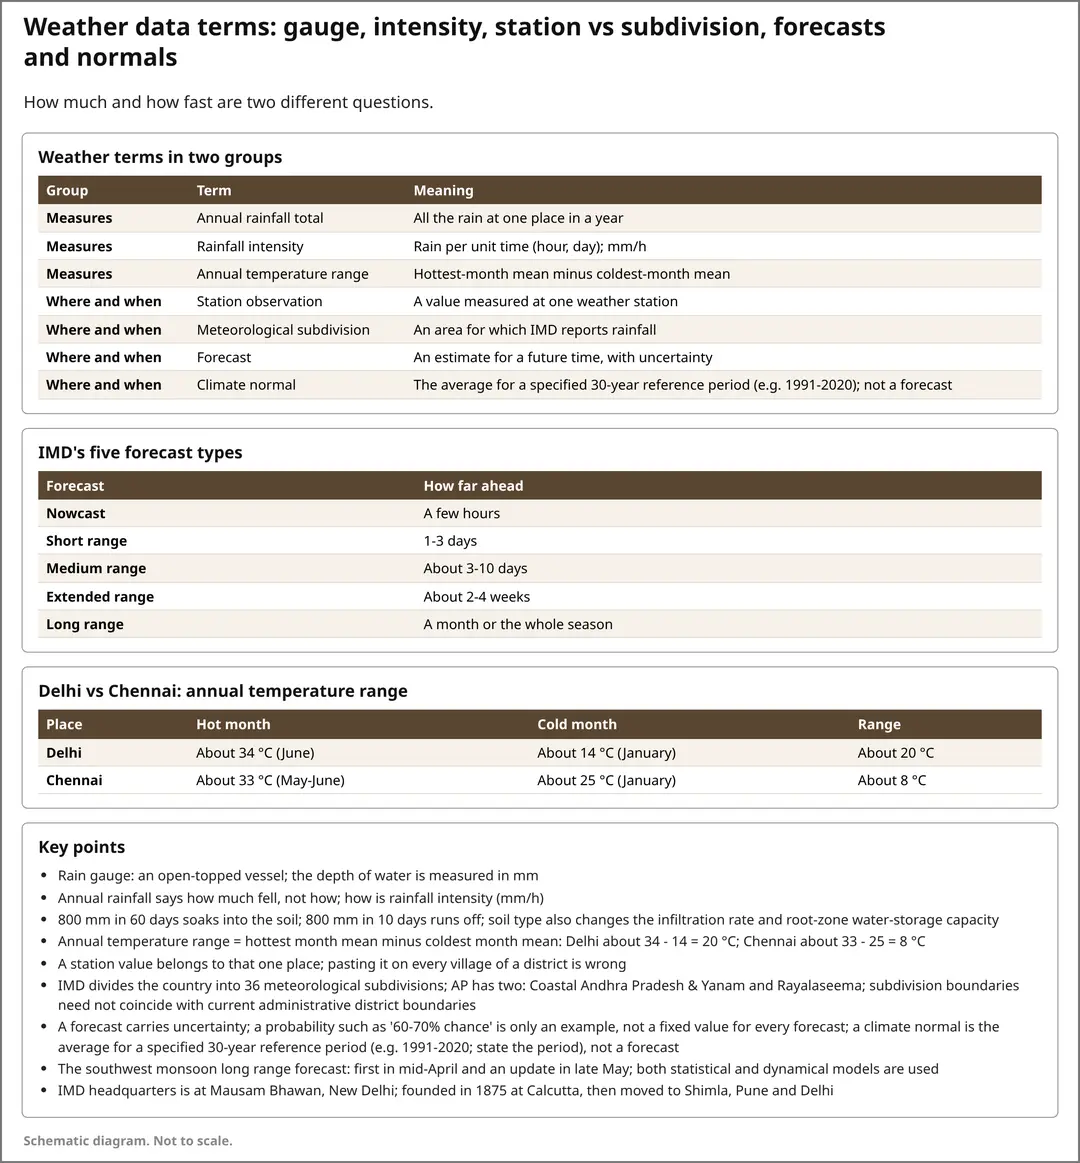 Weather data terms: gauge, intensity, station vs subdivision, forecasts
and normals
How much and how fast are two different questions.
Weather terms in two groups
Group Term Meaning
Measures Annual rainfall total All the rain at one place in a year
Measures Rainfall intensity Rain per unit time (hour, day); mm/h
Measures Annual temperature range Hottest-month mean minus coldest-month mean
Where and when Station observation A value measured at one weather station
Where and when Meteorological subdivision An area for which IMD reports rainfall
Where and when Forecast An estimate for a future time, with uncertainty
Where and when Climate normal The average for a specified 30-year reference period (e.g. 1991-2020); not a forecast
IMD's five forecast types
Forecast How far ahead
Nowcast A few hours
Short range 1-3 days
Medium range About 3-10 days
Extended range About 2-4 weeks
Long range A month or the whole season
Delhi vs Chennai: annual temperature range
Place Hot month Cold month Range
Delhi About 34 °C (June) About 14 °C (January) About 20 °C
Chennai About 33 °C (May-June) About 25 °C (January) About 8 °C
Key points
• Rain gauge: an open-topped vessel; the depth of water is measured in mm
• Annual rainfall says how much fell, not how; how is rainfall intensity (mm/h)
• 800 mm in 60 days soaks into the soil; 800 mm in 10 days runs off; soil type also changes the infiltration rate and root-zone water-storage capacity
• Annual temperature range = hottest month mean minus coldest month mean: Delhi about 34 - 14 = 20 °C; Chennai about 33 - 25 = 8 °C
• A station value belongs to that one place; pasting it on every village of a district is wrong
• IMD divides the country into 36 meteorological subdivisions; AP has two: Coastal Andhra Pradesh & Yanam and Rayalaseema; subdivision boundaries
need not coincide with current administrative district boundaries
• A forecast carries uncertainty; a probability such as '60-70% chance' is only an example, not a fixed value for every forecast; a climate normal is the
average for a specified 30-year reference period (e.g. 1991-2020; state the period), not a forecast
• The southwest monsoon long range forecast: first in mid-April and an update in late May; both statistical and dynamical models are used
• IMD headquarters is at Mausam Bhawan, New Delhi; founded in 1875 at Calcutta, then moved to Shimla, Pune and Delhi
Schematic diagram. Not to scale.